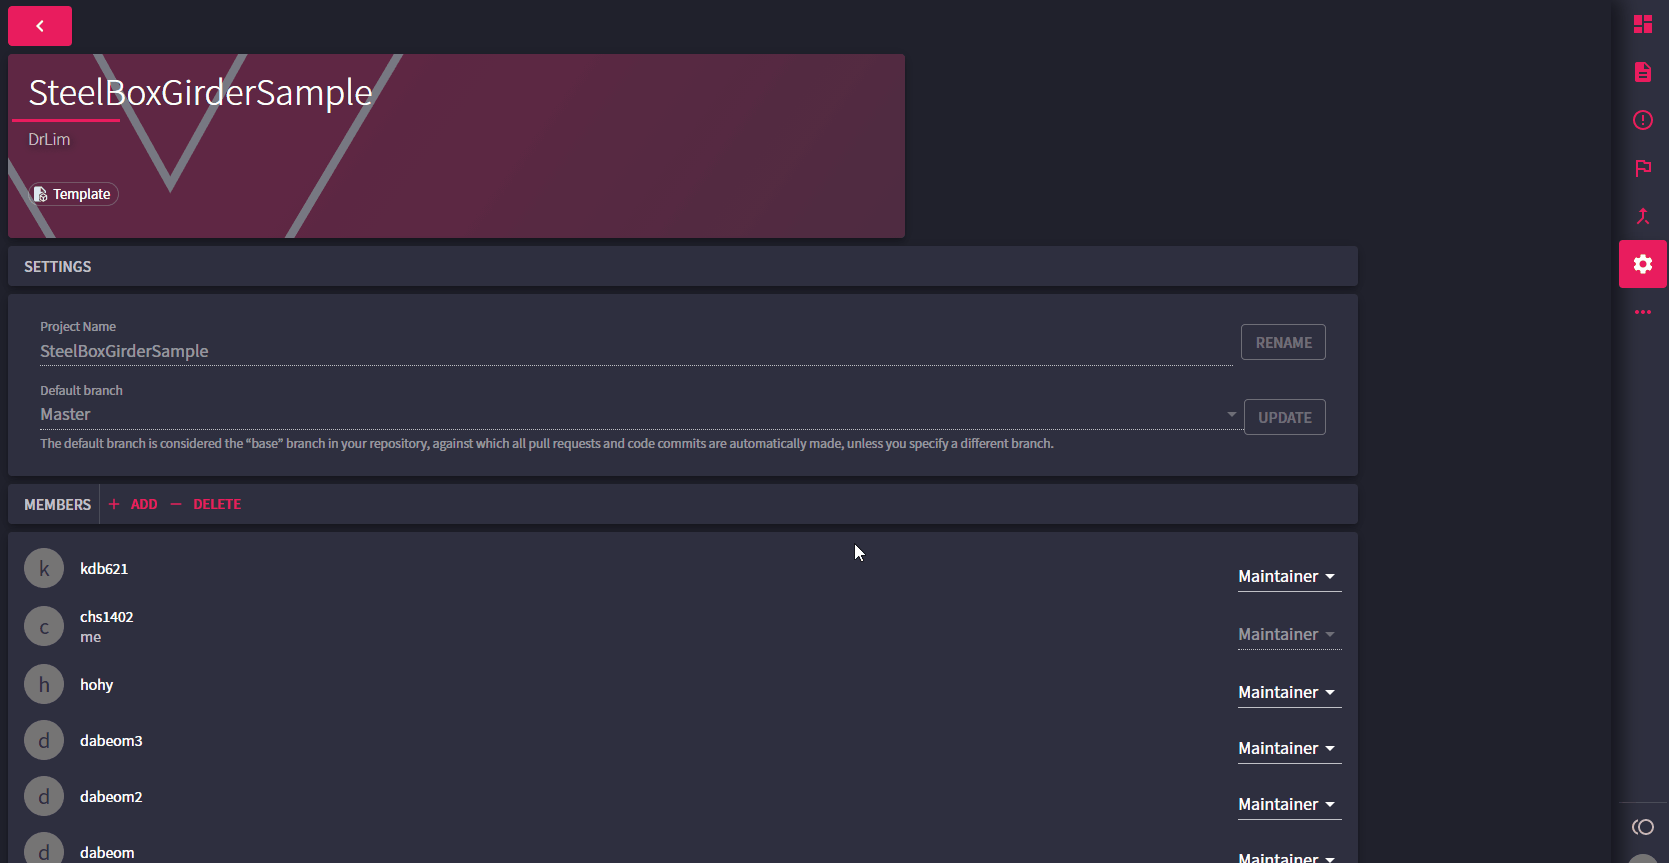 SteelBoxGirderSample
DrLim
Template
SETTINGS
Project Name
SteelBoxGirderSample
RENAME
Default branch
Master
UPDATE
The default branch is considered the “base” branch in your repository, against which all pull requests and code commits are automatically made, unless you specify a different branch.
MEMBERS + ADD − DELETE
k kdb621
Maintainer
c chs1402
me
Maintainer
h hohy
Maintainer
d dabeom3
Maintainer
d dabeom2
Maintainer
d dabeom
Maintainer